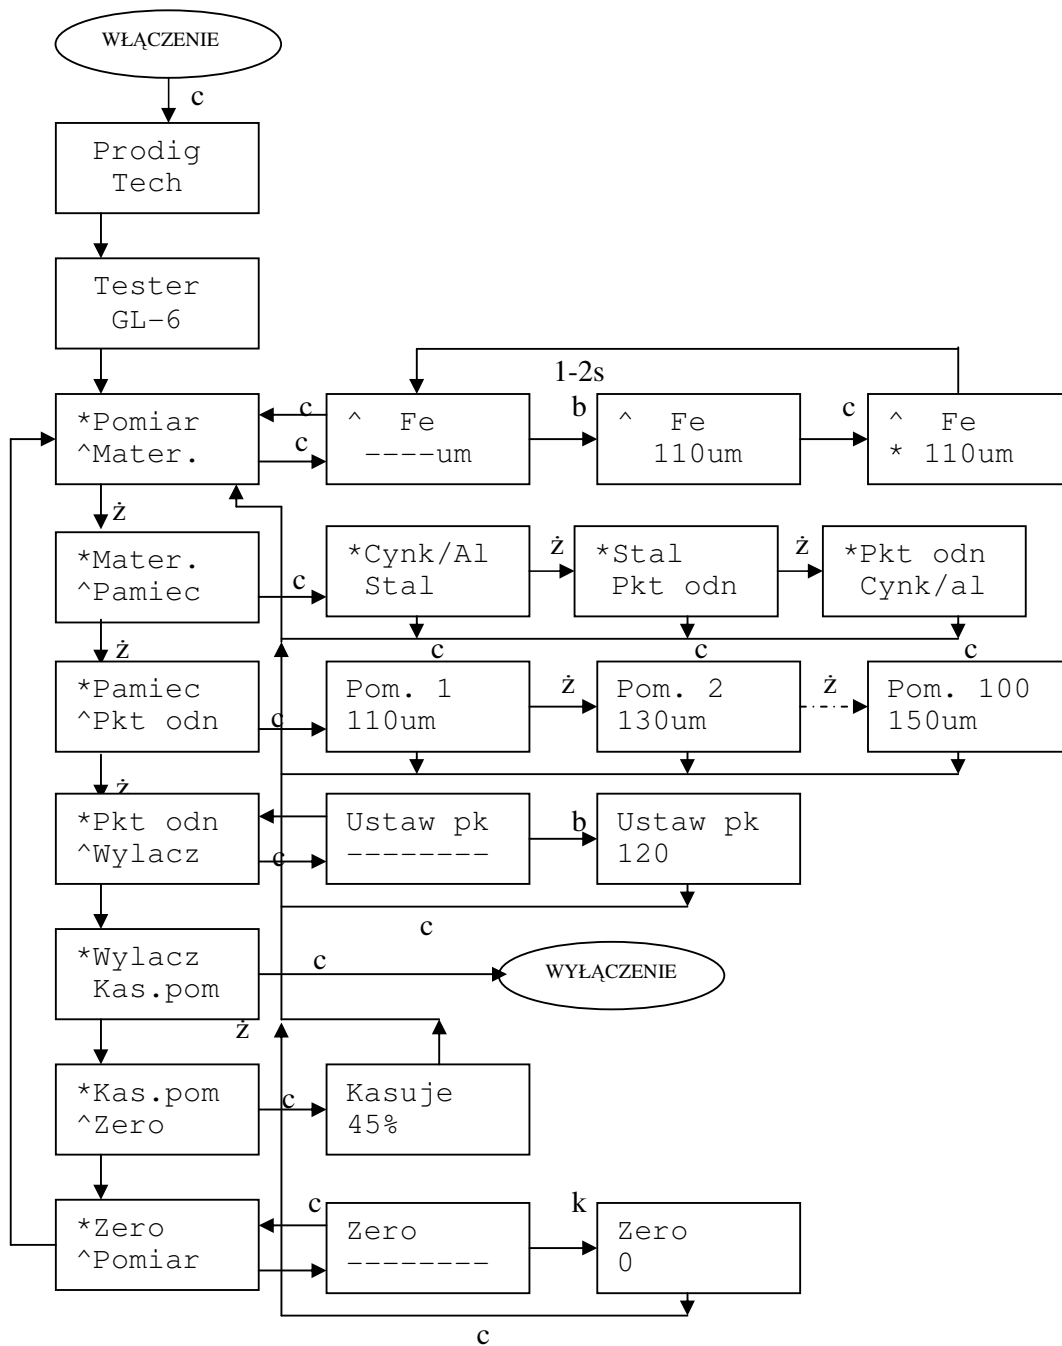 WŁĄCZENIE
c
Prodig
Tech
Tester
GL-6
1-2s
*Pomiar
^Mater.
c
c
^ Fe
----um
b
^ Fe
110um
c
^ Fe
* 110um
ż
*Mater.
^Pamiec
c
*Cynk/Al
Stal
ż
*Stal
Pkt odn
ż
*Pkt odn
Cynk/al
c
c
c
ż
*Pamiec
^Pkt odn
c
Pom. 1
110um
ż
Pom. 2
130um
ż
Pom. 100
150um
ż
*Pkt odn
^Wylacz
c
Ustaw pk
--------
b
Ustaw pk
120
c
*Wylacz
Kas.pom
c
WYŁĄCZENIE
ż
*Kas.pom
^Zero
c
Kasuje
45%
*Zero
^Pomiar
c
Zero
--------
k
Zero
0
c